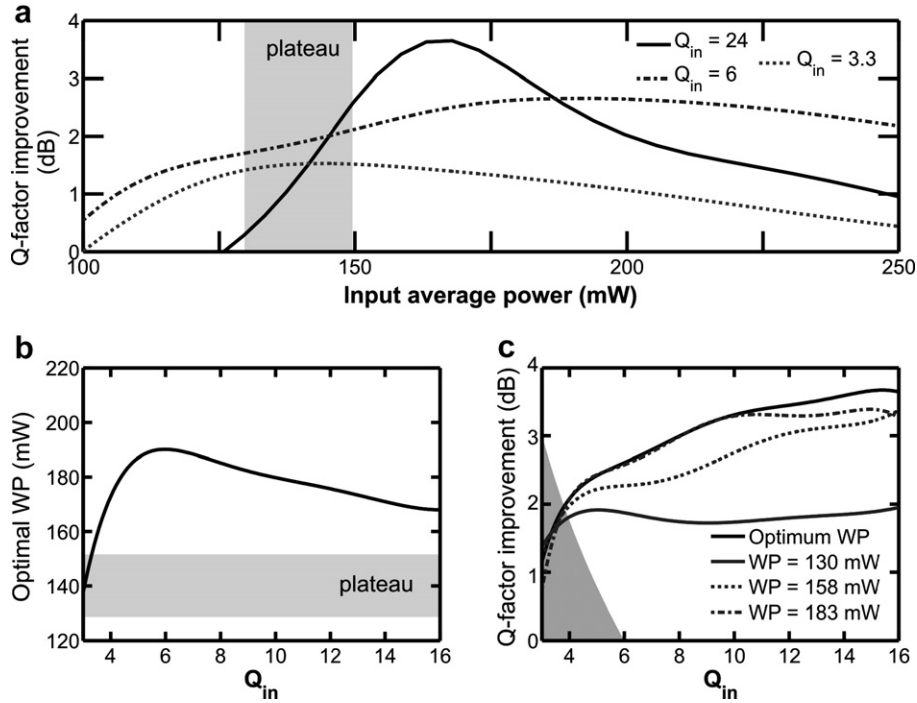 a
Q-factor improvement
(dB)
4
3
2
1
0
plateau
Q_in = 24
Q_in = 6
Q_in = 3.3
100
150
200
250
Input average power (mW)
b
Optimal WP (mW)
220
200
180
160
140
120
plateau
4
6
8
10
12
14
16
Q_in
c
Q-factor improvement (dB)
4
3
2
1
0
4
6
8
10
12
14
16
Optimum WP
WP = 130 mW
WP = 158 mW
WP = 183 mW
Q_in